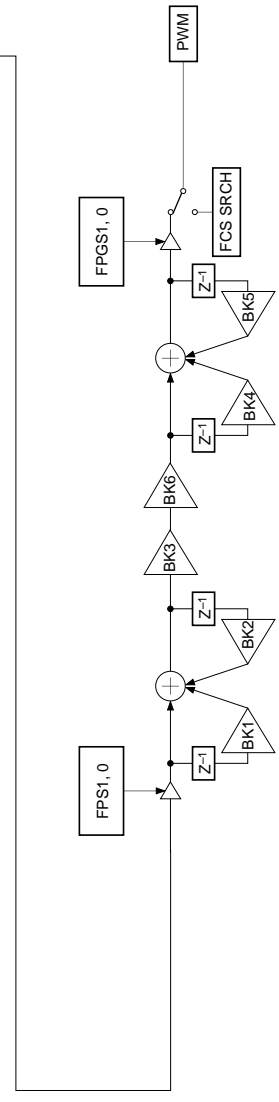 FPS1, 0
Z⁻¹
BK1
BK2
Z⁻¹
BK3
BK6
Z⁻¹
BK4
BK5
Z⁻¹
FPGS1, 0
FCS SRCH
PWM